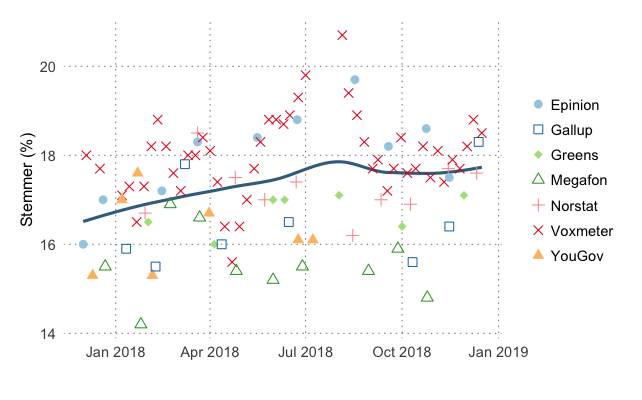 Stemmer (%)
20
18
16
14
Jan 2018
Apr 2018
Jul 2018
Oct 2018
Jan 2019
Epinion
Gallup
Greens
Megafon
Norstat
Voxmeter
YouGov